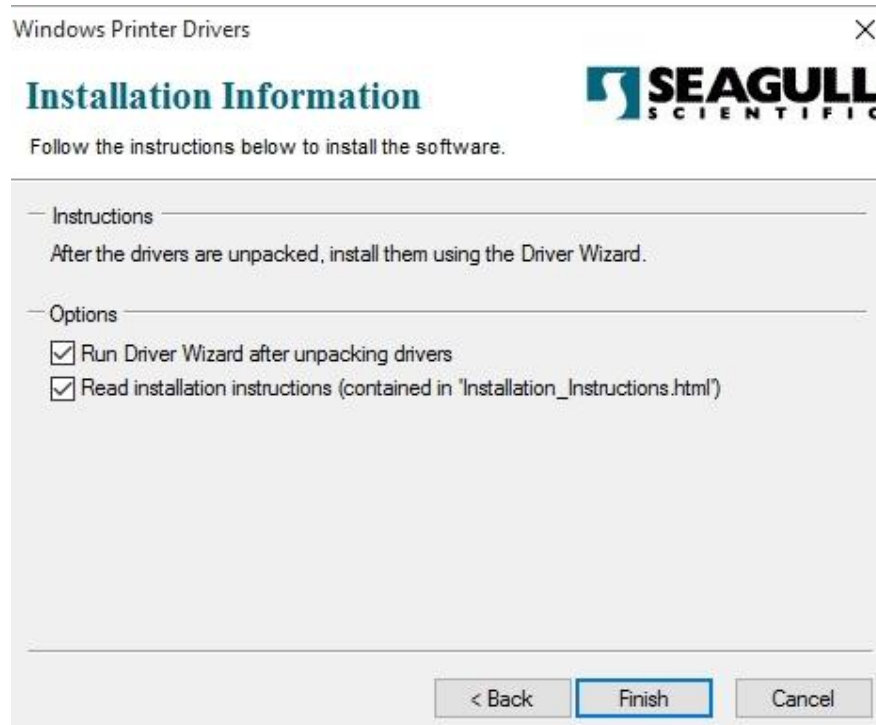 Windows Printer Drivers
Installation Information
SEAGULL
SCIENTIFIC
Follow the instructions below to install the software.
Instructions
After the drivers are unpacked, install them using the Driver Wizard.
Options
Run Driver Wizard after unpacking drivers
Read installation instructions (contained in 'Installation_Instructions.html')
< Back Finish Cancel